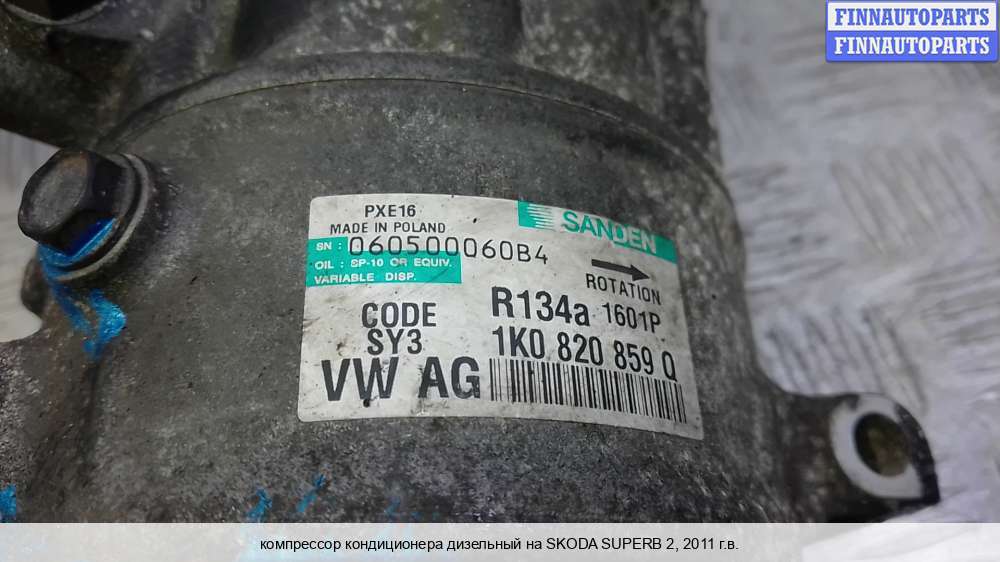 FINNAUTOPARTS
FINNAUTOPARTS
PXE16
MADE IN POLAND
SANDEN
SN : 060500060B4
OIL : SP-10 OR EQUIV.
VARIABLE DISP.
ROTATION
CODE
SY3
R134a 1601P
1K0 820 859 Q
VW AG
компрессор кондиционера дизельный на SKODA SUPERB 2, 2011 г.в.